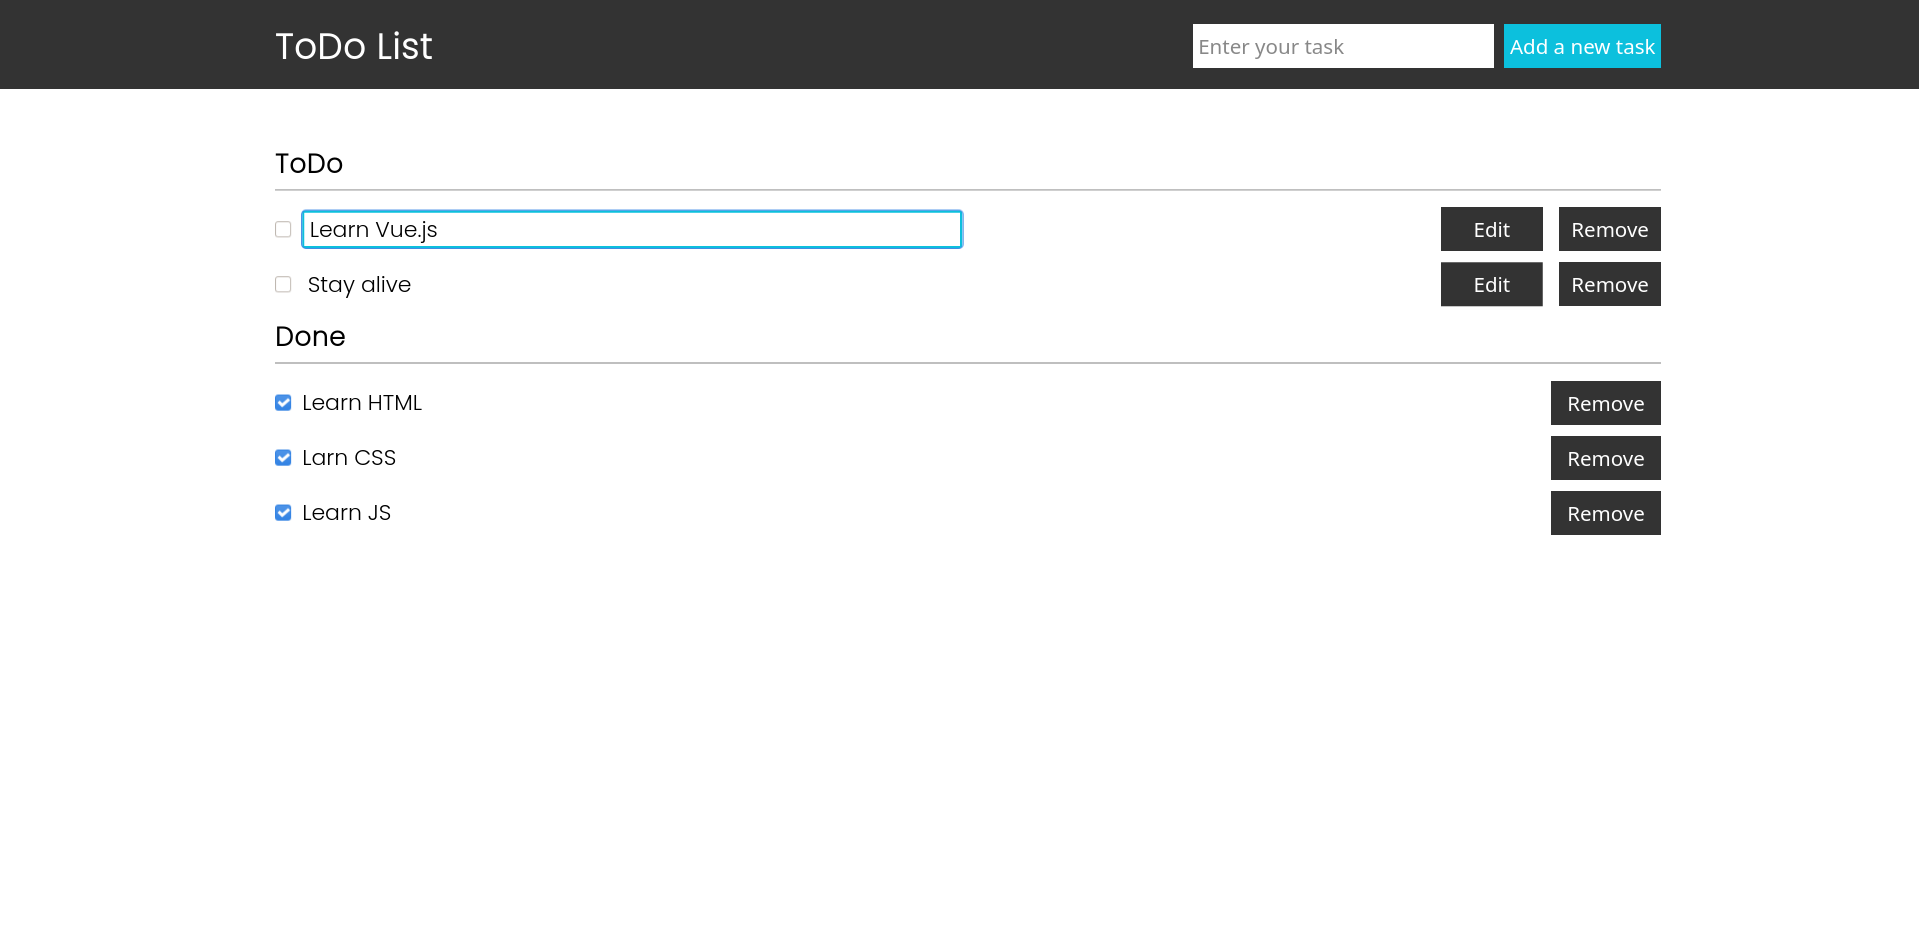 ToDo List
Enter your task
Add a new task
ToDo
Learn Vue.js
Edit
Remove
Stay alive
Edit
Remove
Done
Learn HTML
Remove
Larn CSS
Remove
Learn JS
Remove